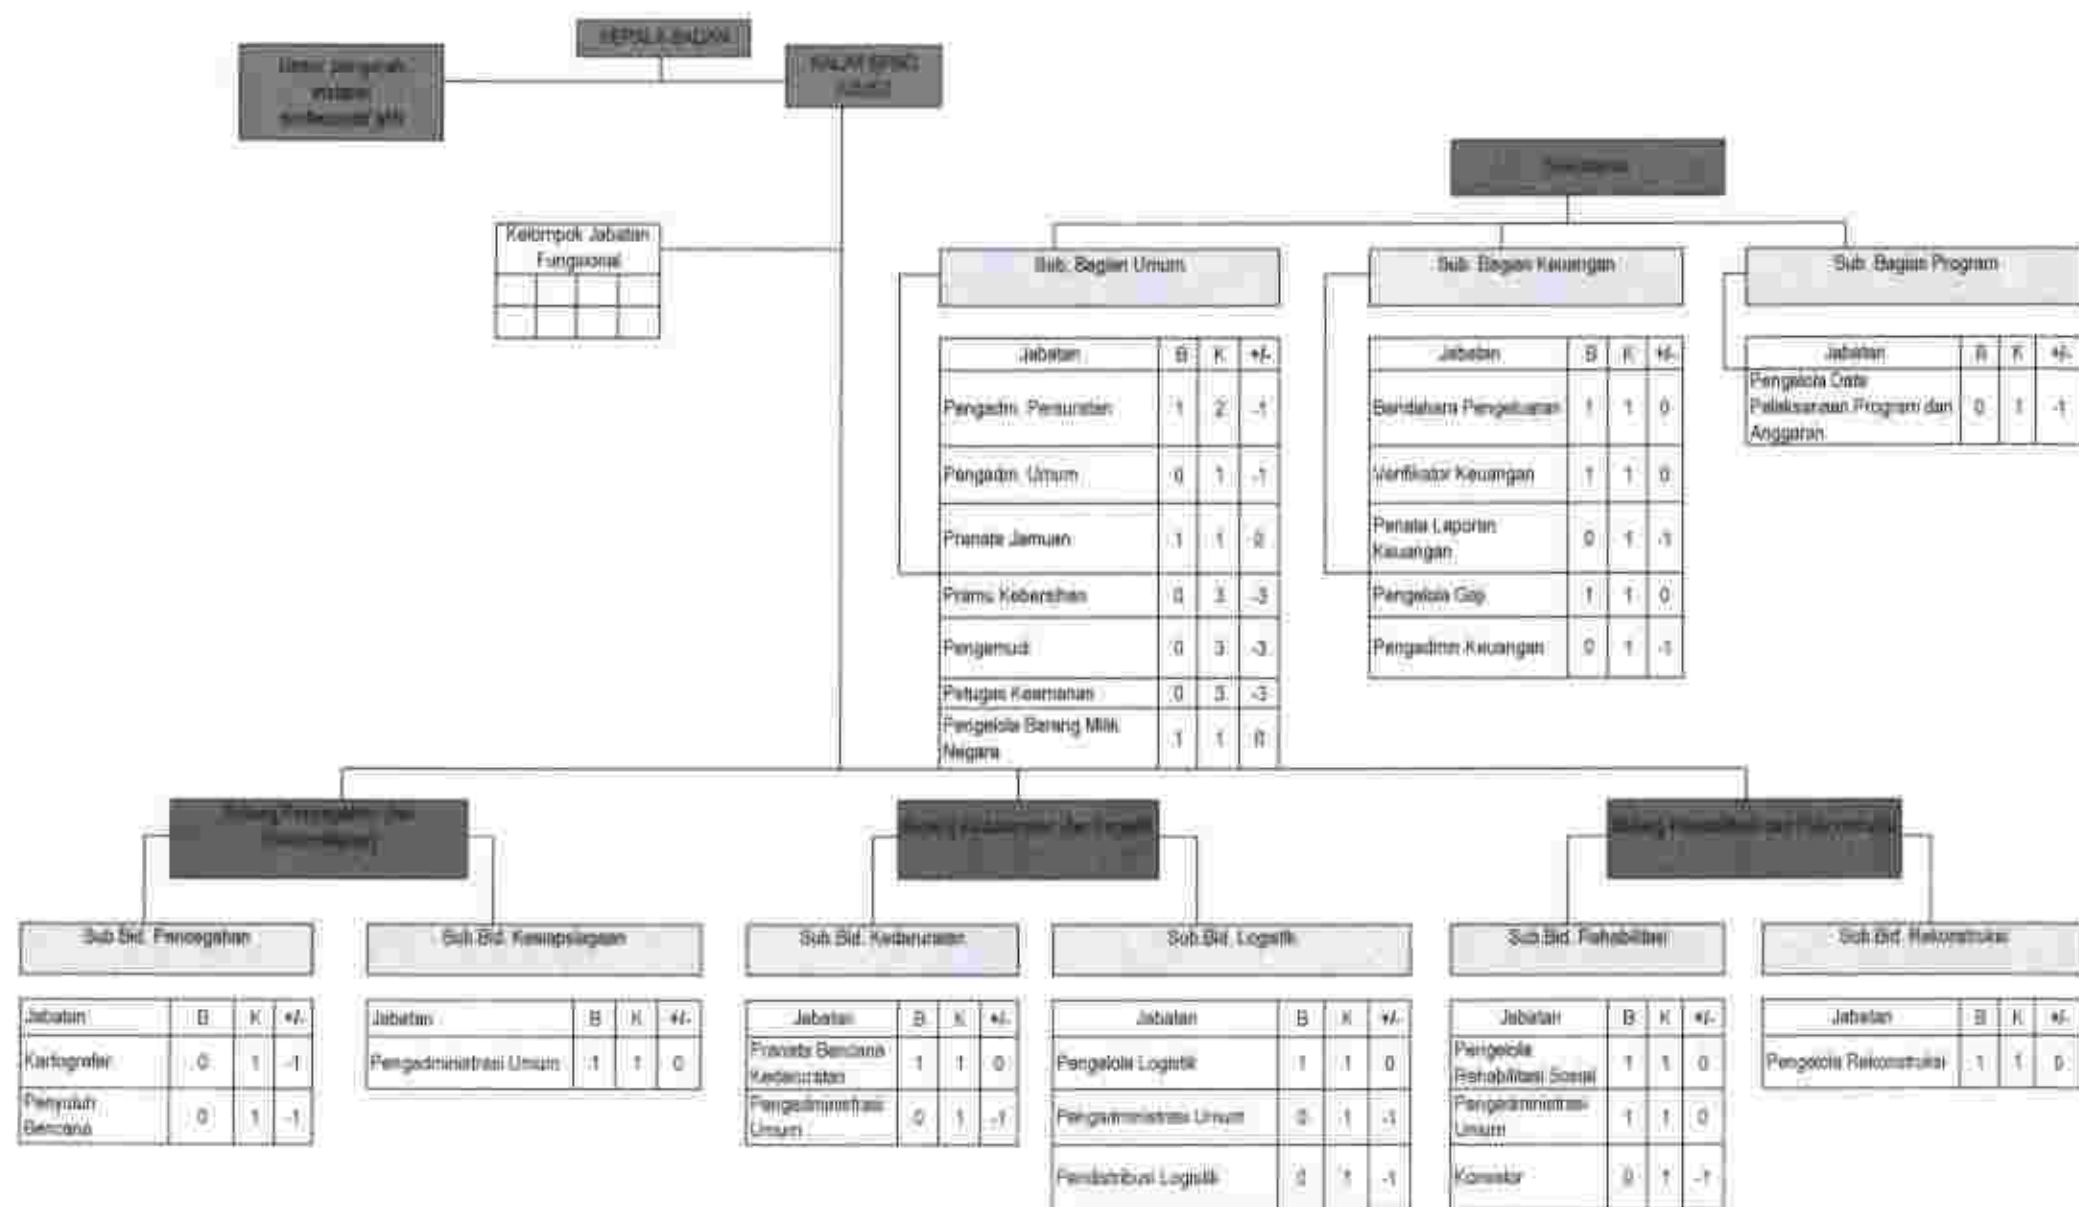 KEPALA BADAN
Kelompok Jabatan
Fungsional
Sub. Bagian Umum
Sub. Bagian Keuangan
Sub. Bagian Program
Jabatan B K +/-
Pengadm. Persuratan 1 2 -1
Pengadm. Umum 0 1 -1
Pranata Jamuan 1 1 0
Pramu Kebersihan 0 3 -3
Pengemudi 0 3 -3
Petugas Keamanan 0 3 -3
Pengelola Barang Milik
Negara 1 1 0
Jabatan B K +/-
Bendahara Pengeluaran 1 1 0
Verifikator Keuangan 1 1 0
Penata Laporan
Keuangan 0 1 -1
Pengelola Gaji 1 1 0
Pengadmin Keuangan 0 1 -1
Jabatan B K +/-
Pengelola Data
Pelaksanaan Program dan 0 1 -1
Anggaran
Sub.Bid. Pencegahan
Sub.Bid. Kesiapsiagaan
Sub.Bid. Kedaruratan
Sub.Bid. Logistik
Sub.Bid. Rehabilitasi
Sub.Bid. Rekonstruksi
Jabatan B K +/-
Kartografer 0 1 -1
Penyuluh
Bencana 0 1 -1
Jabatan B K +/-
Pengadministrasi Umum 1 1 0
Jabatan B K +/-
Pranata Bencana
Kedaruratan 1 1 0
Pengadministrasi
Umum 0 1 -1
Jabatan B K +/-
Pengelola Logistik 1 1 0
Pengadministrasi Umum 0 1 -1
Pendistribusi Logistik 0 1 -1
Jabatan B K +/-
Pengelola
Rehabilitasi Sosial 1 1 0
Pengadministrasi
Umum 1 1 0
Konselor 0 1 -1
Jabatan B K +/-
Pengelola Rekonstruksi 1 1 0